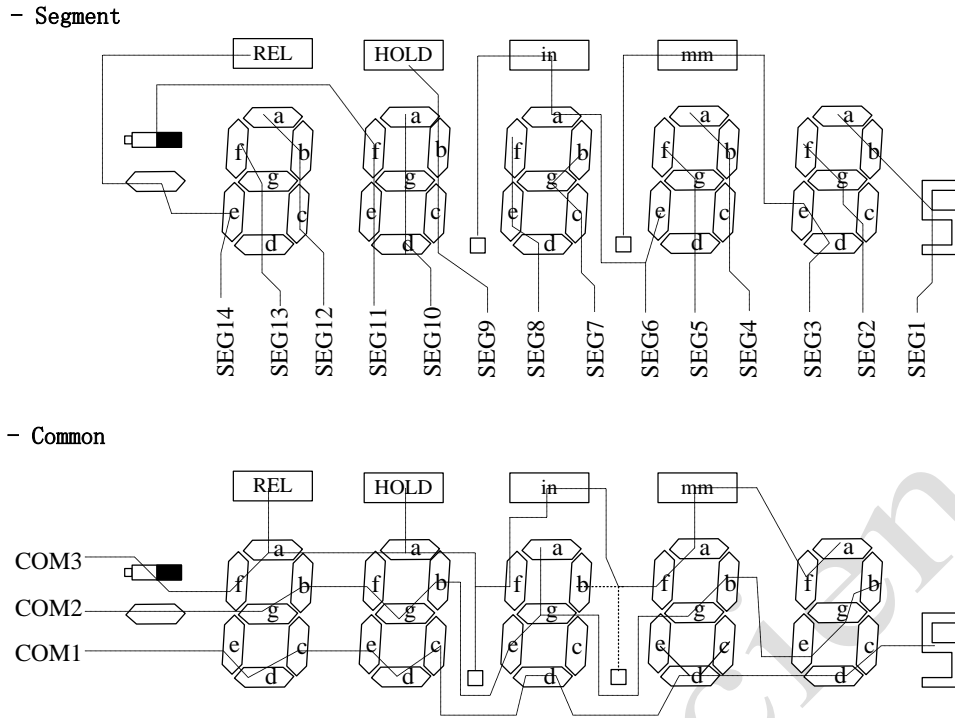 - Segment
REL HOLD in mm
a a a a a
f b f b f b f b f b
g g g g g
e c e c e c e c e c
d d d d d
SEG14 SEG13 SEG12 SEG11 SEG10 SEG9 SEG8 SEG7 SEG6 SEG5 SEG4 SEG3 SEG2 SEG1
- Common
REL HOLD in mm
a a a a a
COM3
f b f b f b f b f b
COM2
g g g g g
COM1
e c e c e c e c e c
d d d d d